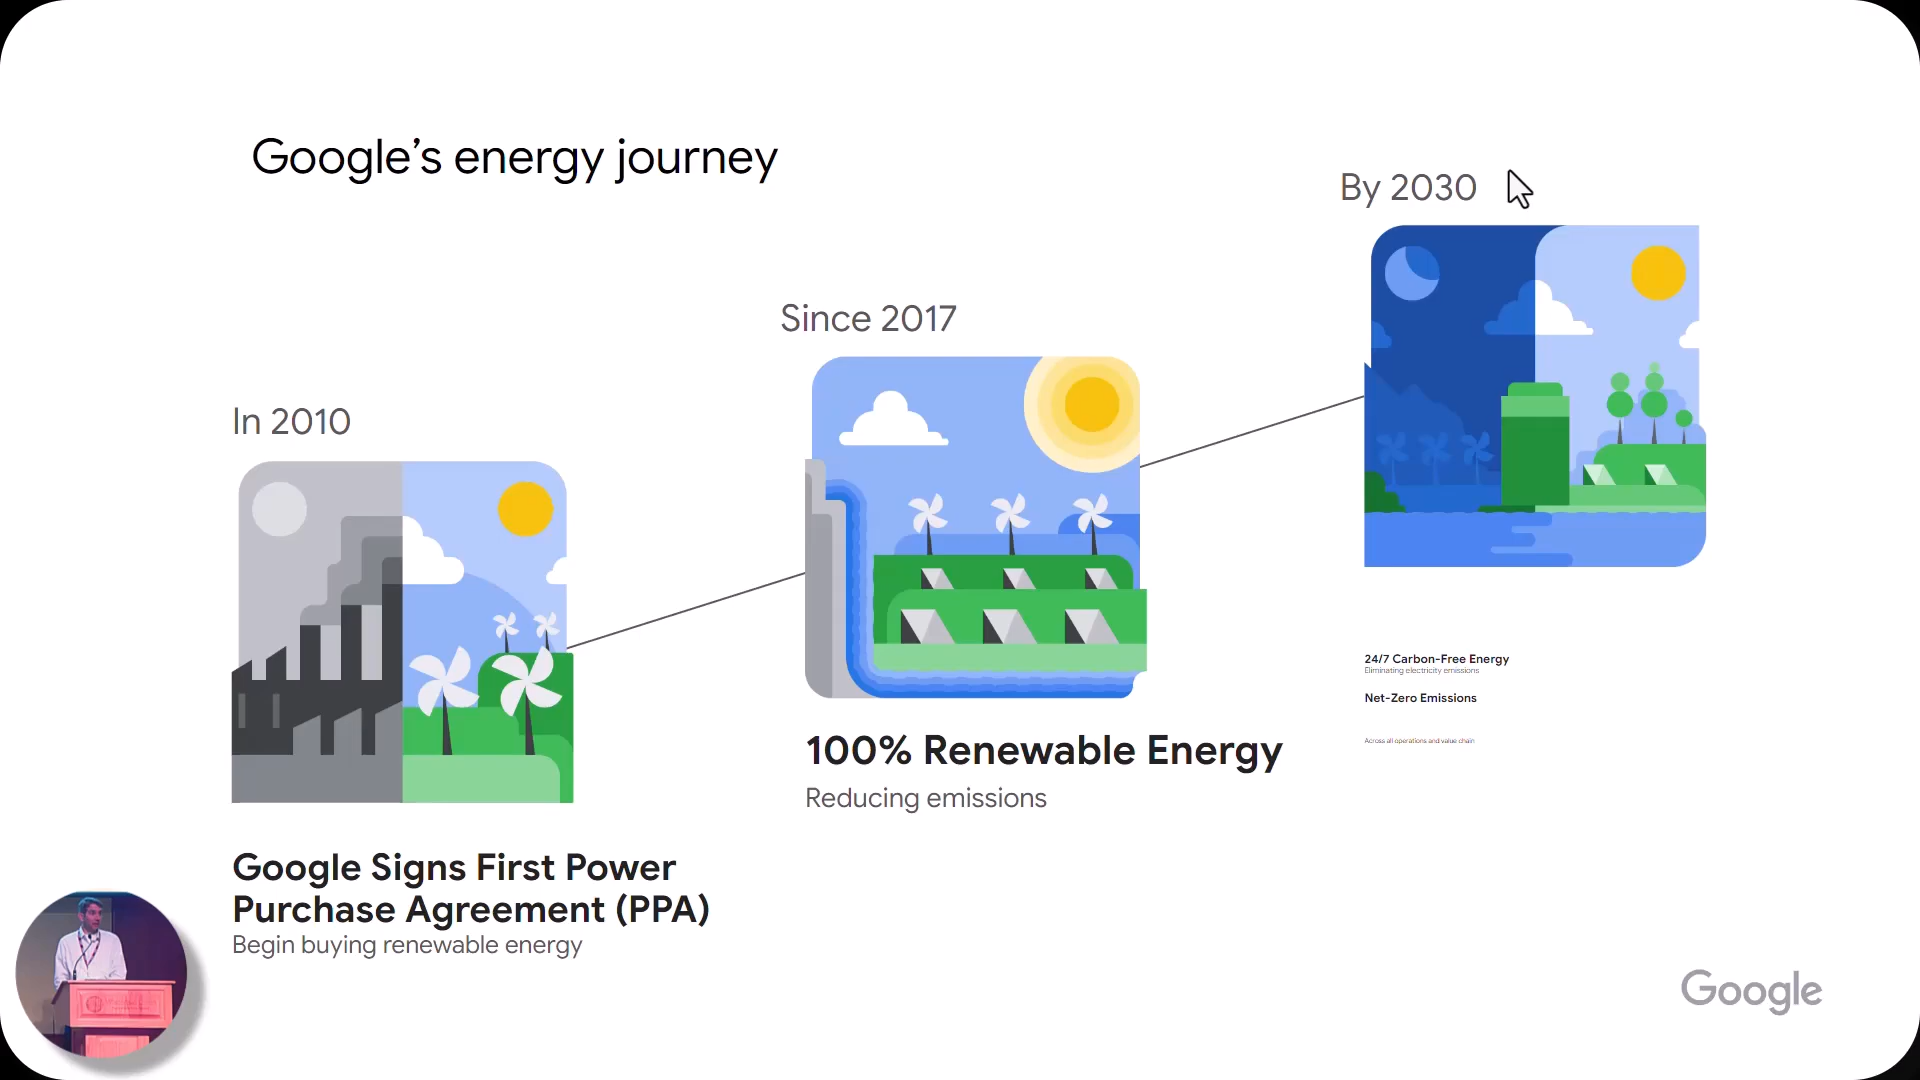 Google's energy journey
In 2010
Google Signs First Power
Purchase Agreement (PPA)
Begin buying renewable energy
Since 2017
100% Renewable Energy
Reducing emissions
By 2030
24/7 Carbon-Free Energy
Eliminating electricity emissions
Net-Zero Emissions
Across all operations and value chain
Google